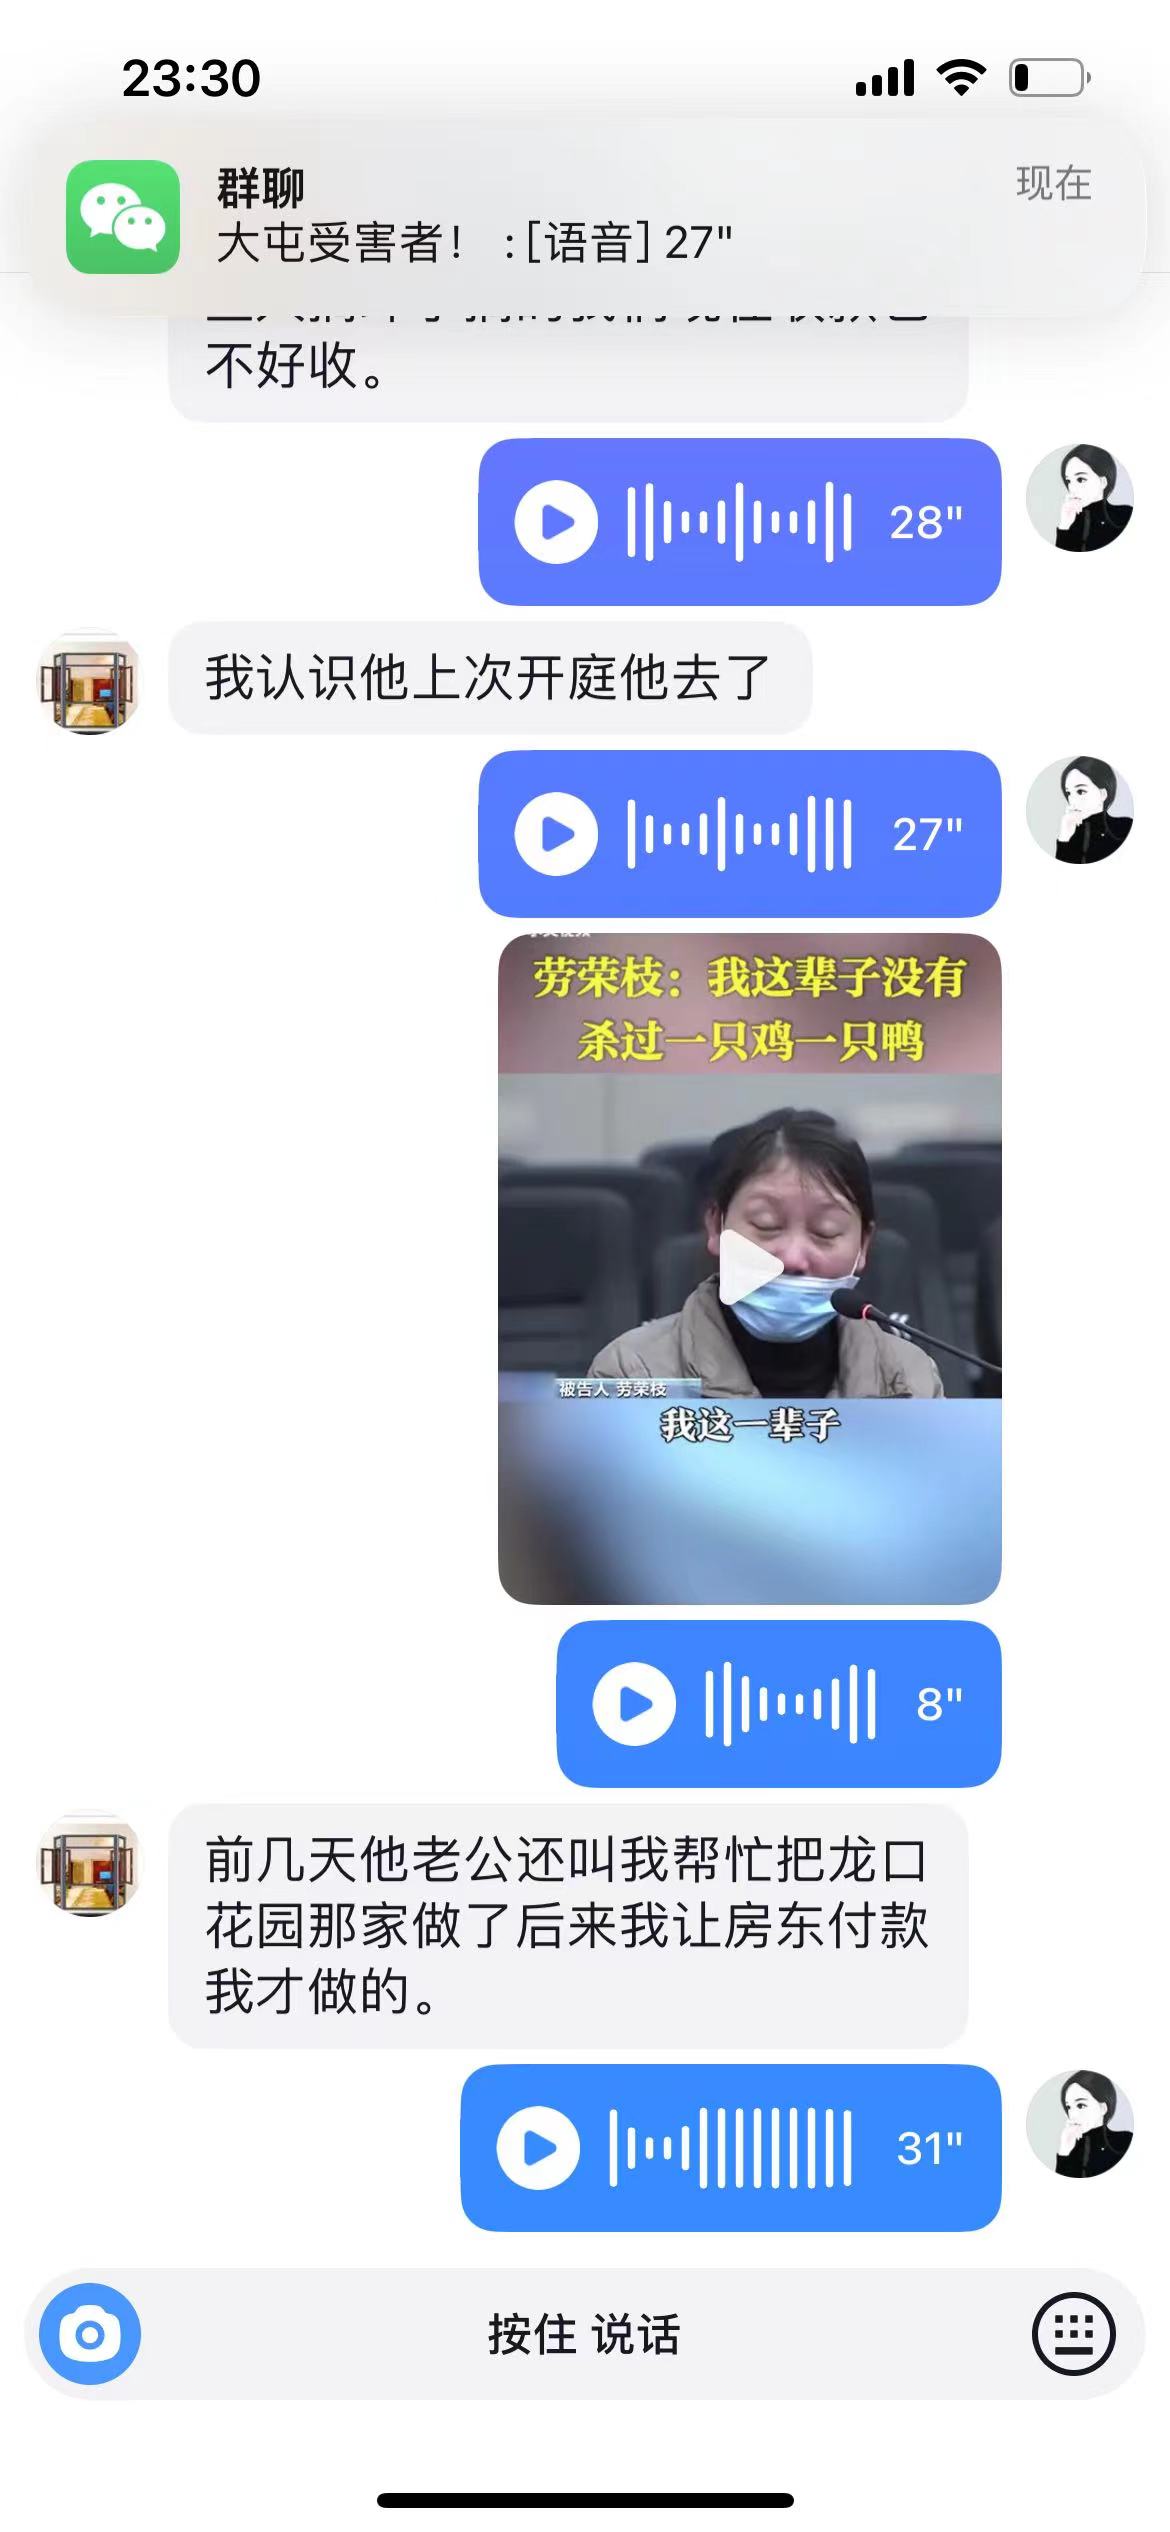 23:30
群聊
现在
大屯受害者！ :[语音] 27"
不好收。
28"
我认识他上次开庭他去了
27"
劳荣枝：我这辈子没有
杀过一只鸡一只鸭
被告人 劳荣枝
我这一辈子
8"
前几天他老公还叫我帮忙把龙口
花园那家做了后来我让房东付款
我才做的。
31"
按住 说话